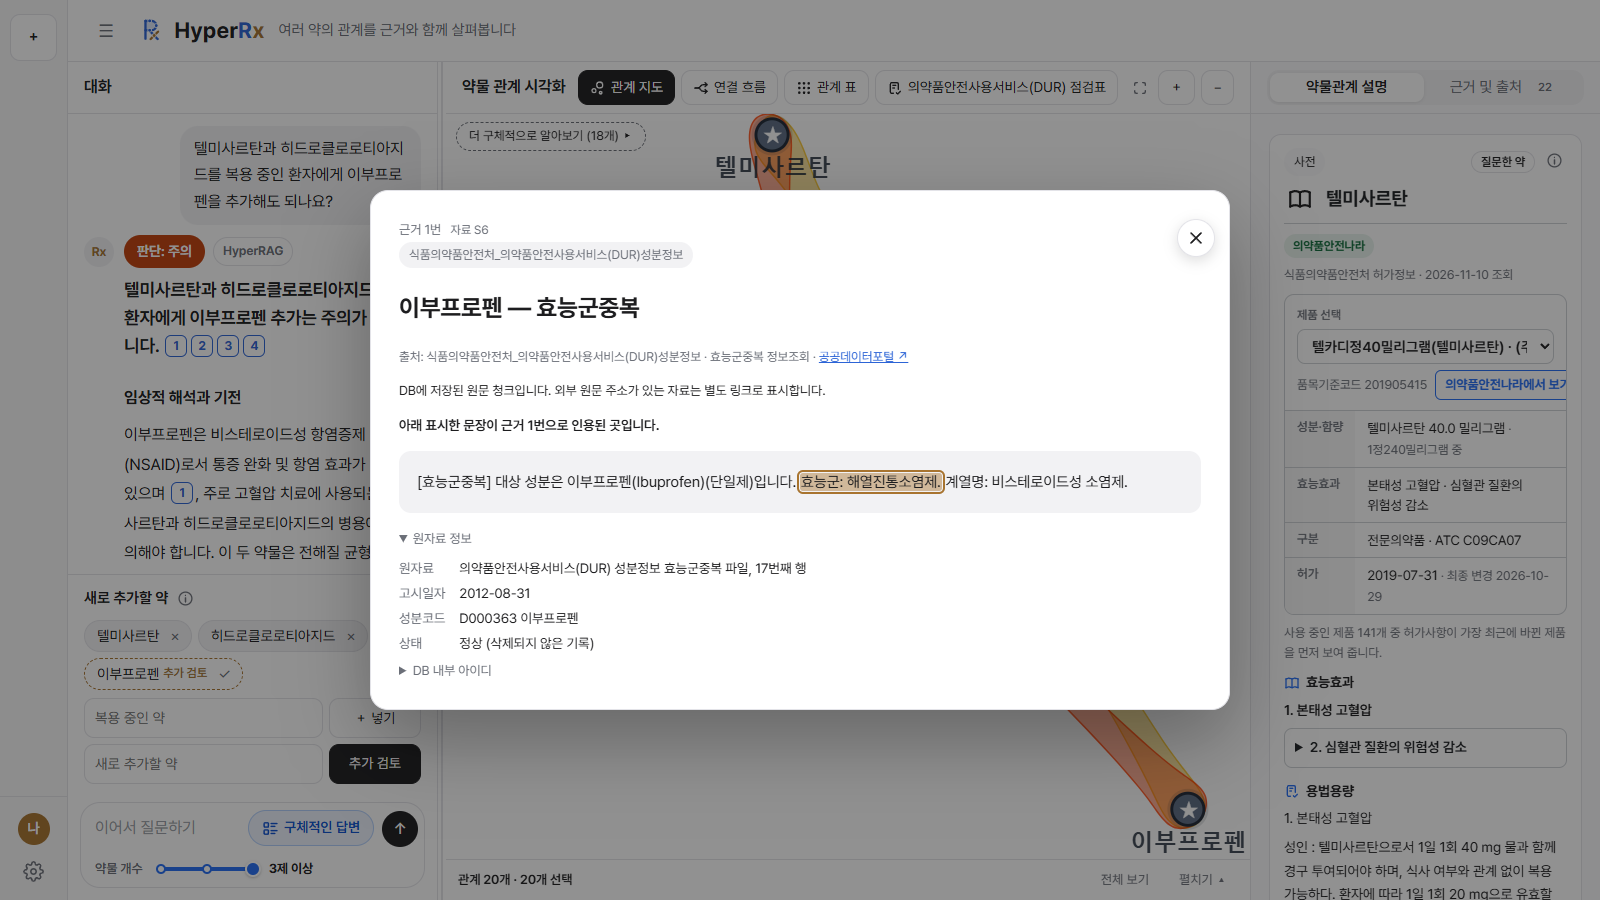 +
HyperRx
여러 약의 관계를 근거와 함께 살펴봅니다
대화
약물 관계 시각화
관계 지도
연결 흐름
관계 표
의약품안전사용서비스(DUR) 점검표
+
−
약물관계 설명
근거 및 출처 22
더 구체적으로 알아보기 (18개) ▸
텔미사르탄과 히드로클로로티아지
드를 복용 중인 환자에게 이부프로
펜을 추가해도 되나요?
Rx
판단: 주의
HyperRAG
텔미사르탄과 히드로클로로티아지드
환자에게 이부프로펜 추가는 주의가
니다. 1 2 3 4
임상적 해석과 기전
이부프로펜은 비스테로이드성 항염증제
(NSAID)로서 통증 완화 및 항염 효과가
있으며 1, 주로 고혈압 치료에 사용되
사르탄과 히드로클로로티아지드의 병용
의해야 합니다. 이 두 약물은 전해질 균형
새로 추가할 약
텔미사르탄 ×
히드로클로로티아지드 ×
이부프로펜 추가 검토
복용 중인 약
+ 넣기
새로 추가할 약
추가 검토
이어서 질문하기
구체적인 답변
약물 개수
3제 이상
나
텔미사르탄
이부프로펜
관계 20개 · 20개 선택
전체 보기
펼치기 ▴
근거 1번 자료 S6
식품의약품안전처_의약품안전사용서비스(DUR)성분정보
이부프로펜 — 효능군중복
출처: 식품의약품안전처_의약품안전사용서비스(DUR)성분정보 · 효능군중복 정보조회 · 공공데이터포털 ↗
DB에 저장된 원문 청크입니다. 외부 원문 주소가 있는 자료는 별도 링크로 표시합니다.
아래 표시한 문장이 근거 1번으로 인용된 곳입니다.
[효능군중복] 대상 성분은 이부프로펜(Ibuprofen)(단일제)입니다. 효능군: 해열진통소염제. 계열명: 비스테로이드성 소염제.
▼ 원자료 정보
원자료 의약품안전사용서비스(DUR) 성분정보 효능군중복 파일, 17번째 행
고시일자 2012-08-31
성분코드 D000363 이부프로펜
상태 정상 (삭제되지 않은 기록)
▶ DB 내부 아이디
사전
질문한 약
텔미사르탄
의약품안전나라
식품의약품안전처 허가정보 · 2026-11-10 조회
제품 선택
텔카디정40밀리그램(텔미사르탄) · (주
품목기준코드 201905415
의약품안전나라에서 보기
성분·함량 텔미사르탄 40.0 밀리그램 ·
1정240밀리그램 중
효능효과 본태성 고혈압 · 심혈관 질환의
위험성 감소
구분 전문의약품 · ATC C09CA07
허가 2019-07-31 · 최종 변경 2026-10-
29
사용 중인 제품 141개 중 허가사항이 가장 최근에 바뀐 제품
을 먼저 보여 줍니다.
효능효과
1. 본태성 고혈압
▶ 2. 심혈관 질환의 위험성 감소
용법용량
1. 본태성 고혈압
성인 : 텔미사르탄으로서 1일 1회 40 mg 물과 함께
경구 투여되어야 하며, 식사 여부와 관계 없이 복용
가능하다. 환자에 따라 1일 1회 20 mg으로 유효할